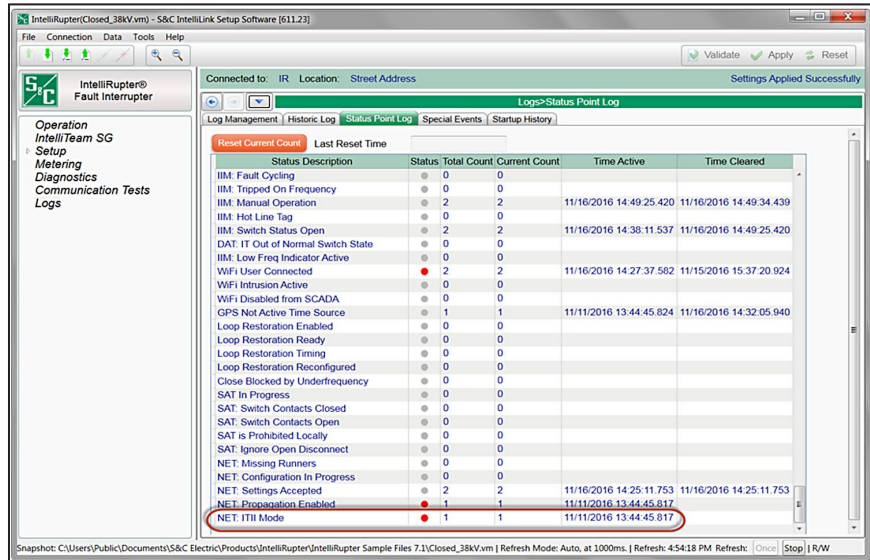 IntelliRupter(Closed_38kV.vm) - S&C IntelliLink Setup Software [611.23]
File Connection Data Tools Help
Validate Apply Reset
S&C
IntelliRupter®
Fault Interrupter
Connected to: IR Location: Street Address Settings Applied Successfully
Logs>Status Point Log
Log Management Historic Log Status Point Log Special Events Startup History
Operation
IntelliTeam SG
Setup
Metering
Diagnostics
Communication Tests
Logs
Reset Current Count Last Reset Time
Status Description Status Total Count Current Count Time Active Time Cleared
IIM: Fault Cycling 0 0
IIM: Tripped On Frequency 0 0
IIM: Manual Operation 2 2 11/16/2016 14:49:25.420 11/16/2016 14:49:34.439
IIM: Hot Line Tag 0 0
IIM: Switch Status Open 2 2 11/16/2016 14:38:11.537 11/16/2016 14:49:25.420
DAT: IT Out of Normal Switch State 0 0
IIM: Low Freq Indicator Active 0 0
WiFi User Connected 2 2 11/16/2016 14:27:37.582 11/15/2016 15:37:20.924
WiFi Intrusion Active 0 0
WiFi Disabled from SCADA 0 0
GPS Not Active Time Source 1 1 11/11/2016 13:44:45.824 11/16/2016 14:32:05.940
Loop Restoration Enabled 0 0
Loop Restoration Ready 0 0
Loop Restoration Timing 0 0
Loop Restoration Reconfigured 0 0
Close Blocked by Underfrequency 0 0
SAT In Progress 0 0
SAT: Switch Contacts Closed 0 0
SAT: Switch Contacts Open 0 0
SAT is Prohibited Locally 0 0
SAT: Ignore Open Disconnect 0 0
NET: Missing Runners 0 0
NET: Configuration In Progress 0 0
NET: Settings Accepted 2 2 11/16/2016 14:25:11.753 11/16/2016 14:25:11.753
NET: Propagation Enabled 1 1 11/11/2016 13:44:45.817
NET: ITII Mode 1 1 11/11/2016 13:44:45.817
Snapshot: C:\Users\Public\Documents\S&C Electric\Products\IntelliRupter\IntelliRupter Sample Files 7.1\Closed_38kV.vm | Refresh Mode: Auto, at 1000ms. | Refresh: 4:54:18 PM Refresh: Once Stop | R/W